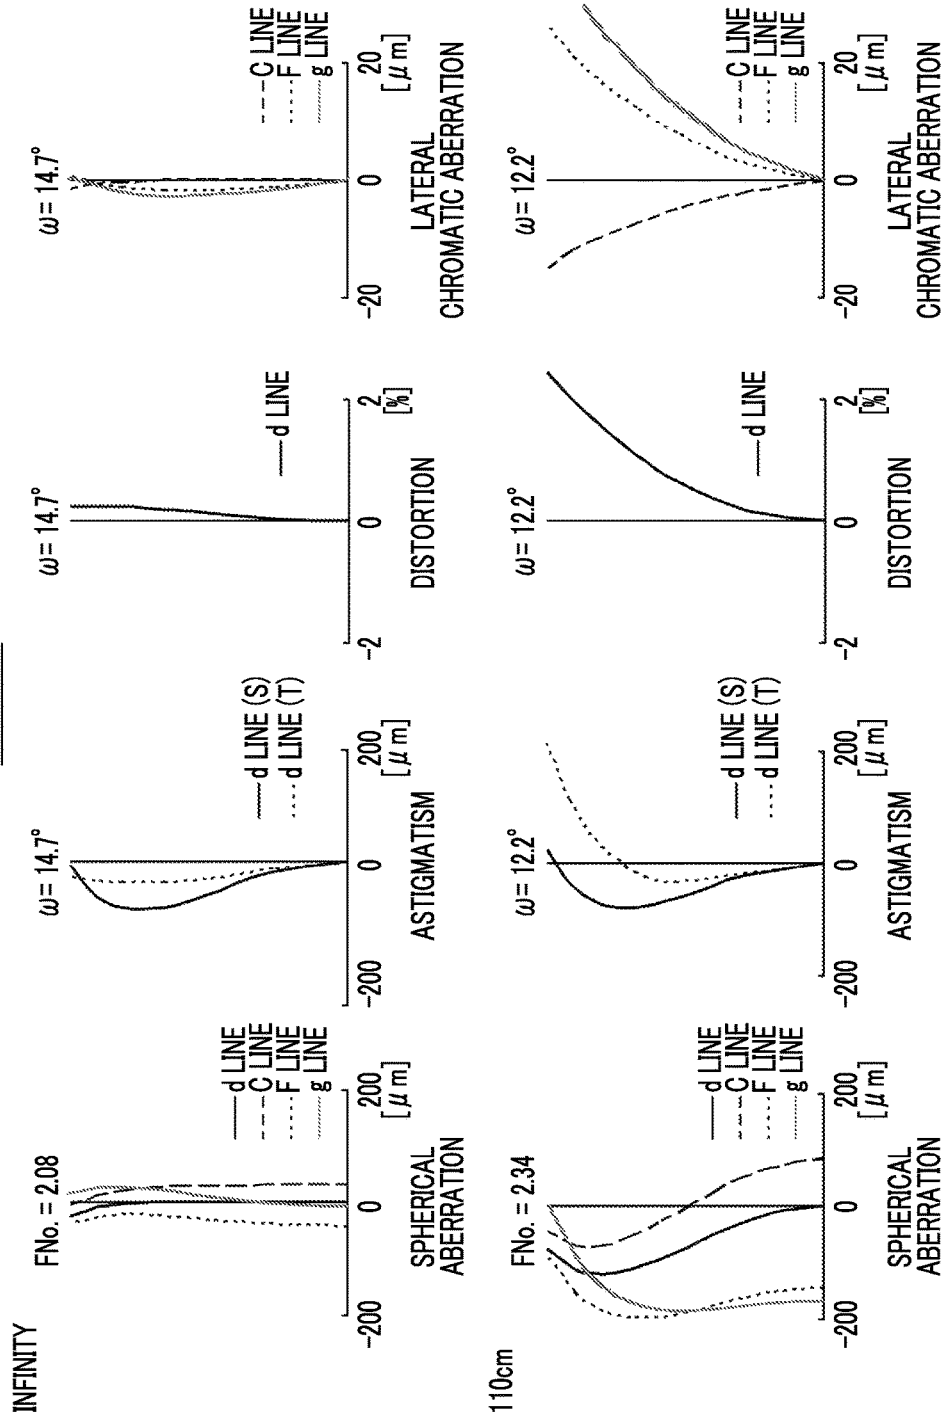 INFINITY
FNo. = 2.08
d LINE
C LINE
F LINE
g LINE
-200 0 200
[μm]
SPHERICAL
ABERRATION
ω= 14.7°
d LINE (S)
d LINE (T)
-200 0 200
[μm]
ASTIGMATISM
ω= 14.7°
d LINE
-2 0 2
[%]
DISTORTION
ω= 14.7°
C LINE
F LINE
g LINE
-20 0 20
[μm]
LATERAL
CHROMATIC ABERRATION
110cm
FNo. = 2.34
d LINE
C LINE
F LINE
g LINE
-200 0 200
[μm]
SPHERICAL
ABERRATION
ω= 12.2°
d LINE (S)
d LINE (T)
-200 0 200
[μm]
ASTIGMATISM
ω= 12.2°
d LINE
-2 0 2
[%]
DISTORTION
ω= 12.2°
C LINE
F LINE
g LINE
-20 0 20
[μm]
LATERAL
CHROMATIC ABERRATION